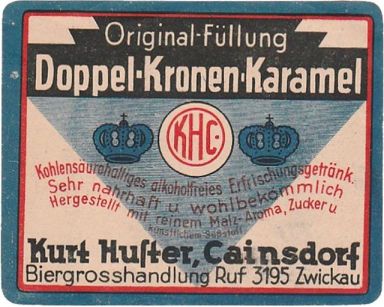 Original-Füllung
Doppel-Kronen-Karamel
KHC
Kohlensäurehaltiges alkoholfreies Erfrischungsgetränk.
Sehr nahrhaft u wohlbekömmlich
Hergestellt mit reinem Malz-Aroma, Zucker u.
künstlichem Süßstoff
Kurt Hufter, Cainsdorf
Biergrosshandlung Ruf 3195 Zwickau